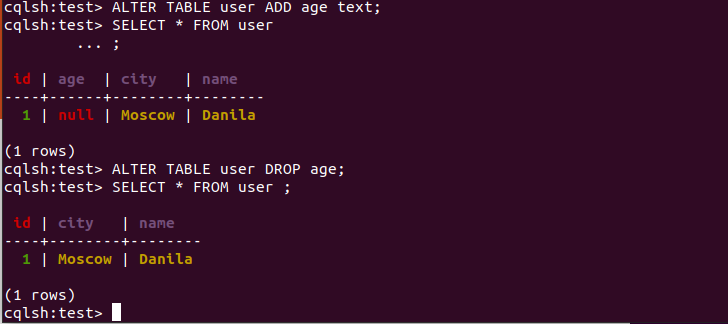 cqlsh:test> ALTER TABLE user ADD age text;
cqlsh:test> SELECT * FROM user
        ... ;

 id | age  | city   | name
----+------+--------+--------
  1 | null | Moscow | Danila

(1 rows)
cqlsh:test> ALTER TABLE user DROP age;
cqlsh:test> SELECT * FROM user ;

 id | city   | name
----+--------+--------
  1 | Moscow | Danila

(1 rows)
cqlsh:test>